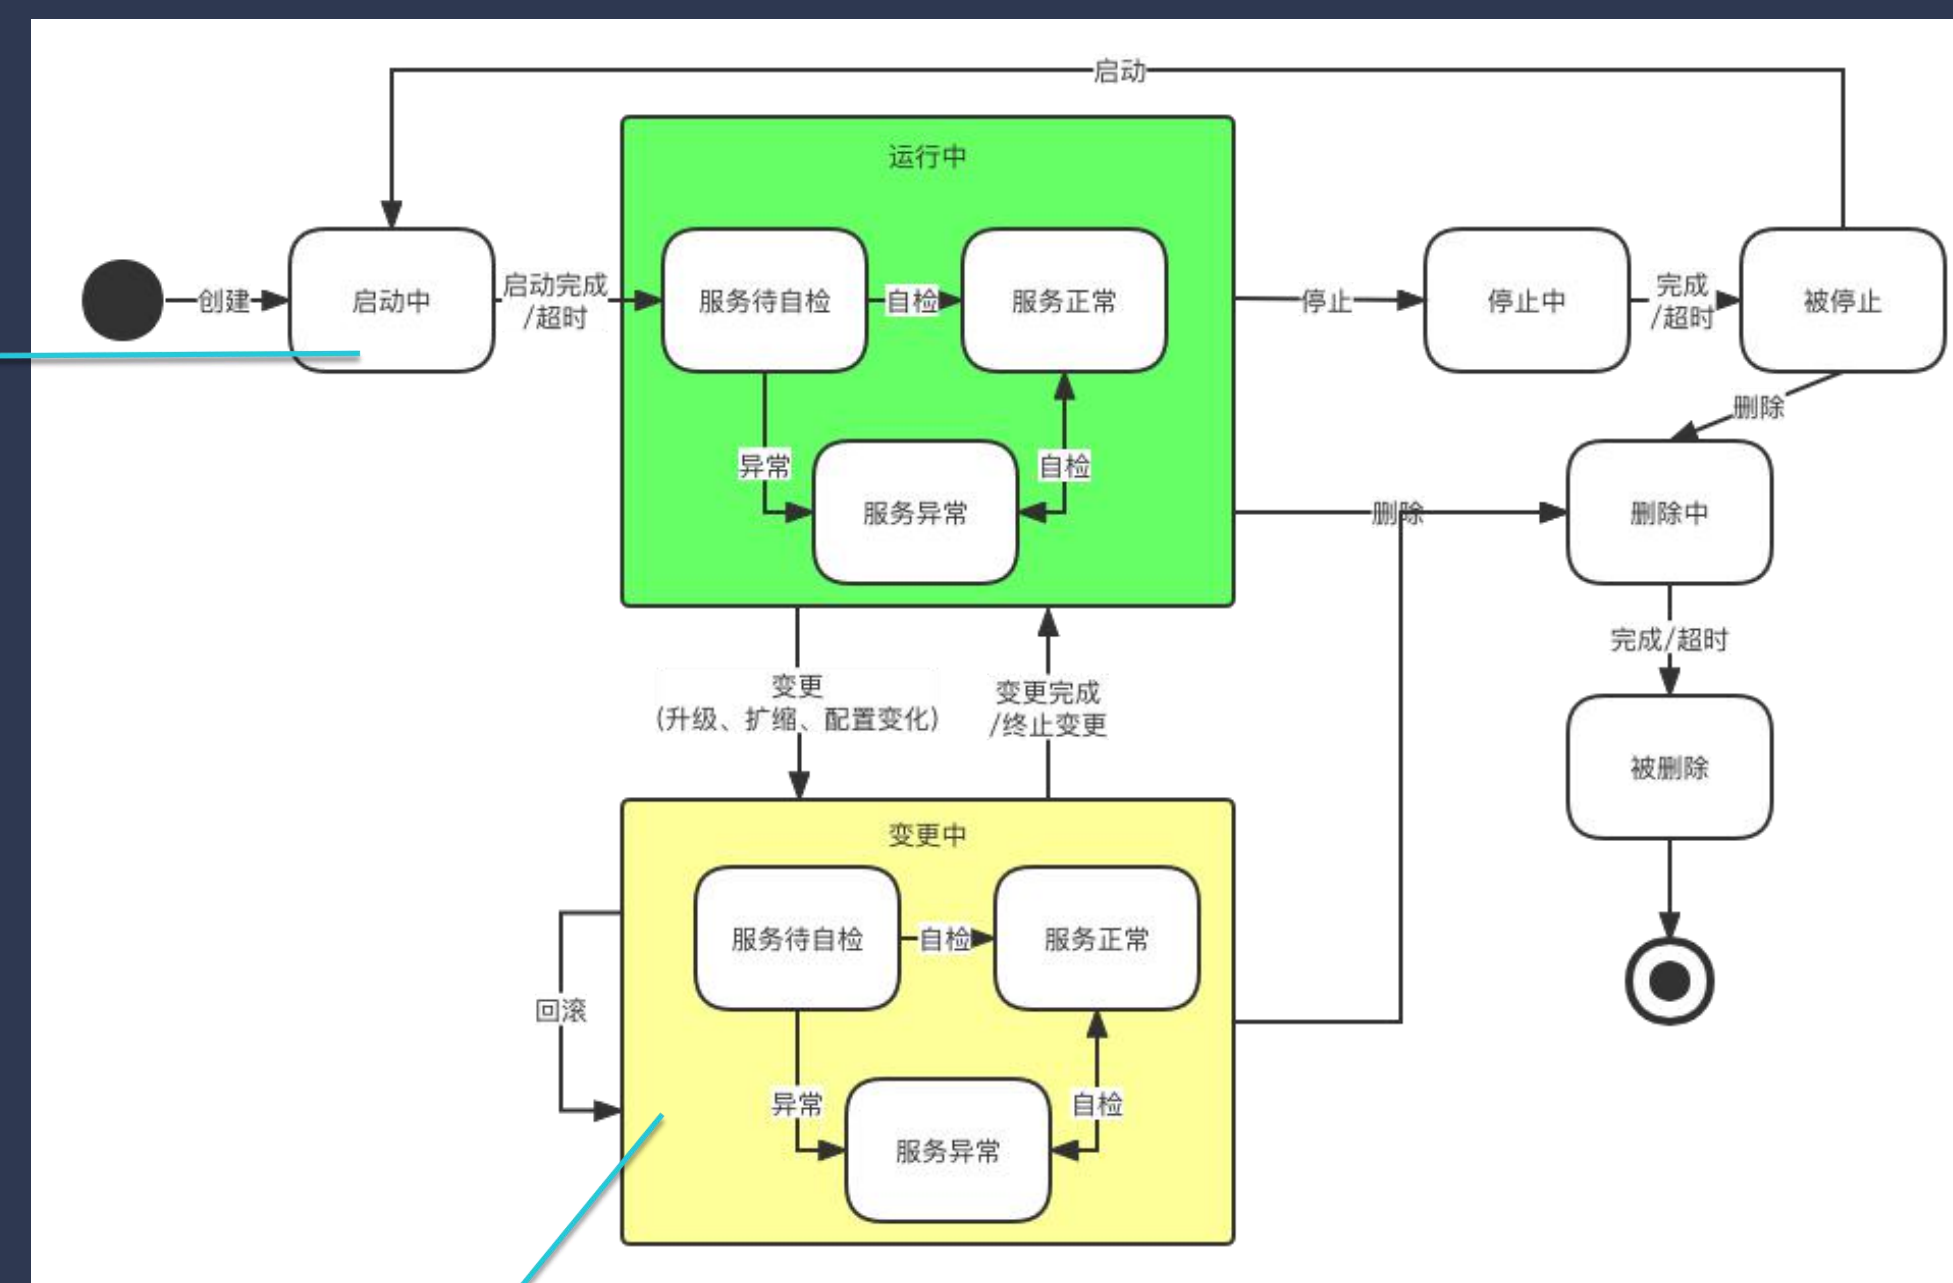 启动
运行中
创建
启动中
启动完成
/超时
服务待自检
自检
服务正常
停止
停止中
完成
/超时
被停止
删除
异常
自检
服务异常
删除
删除中
完成/超时
变更
(升级、扩缩、配置变化)
变更完成
/终止变更
被删除
变更中
服务待自检
自检
服务正常
回滚
异常
自检
服务异常